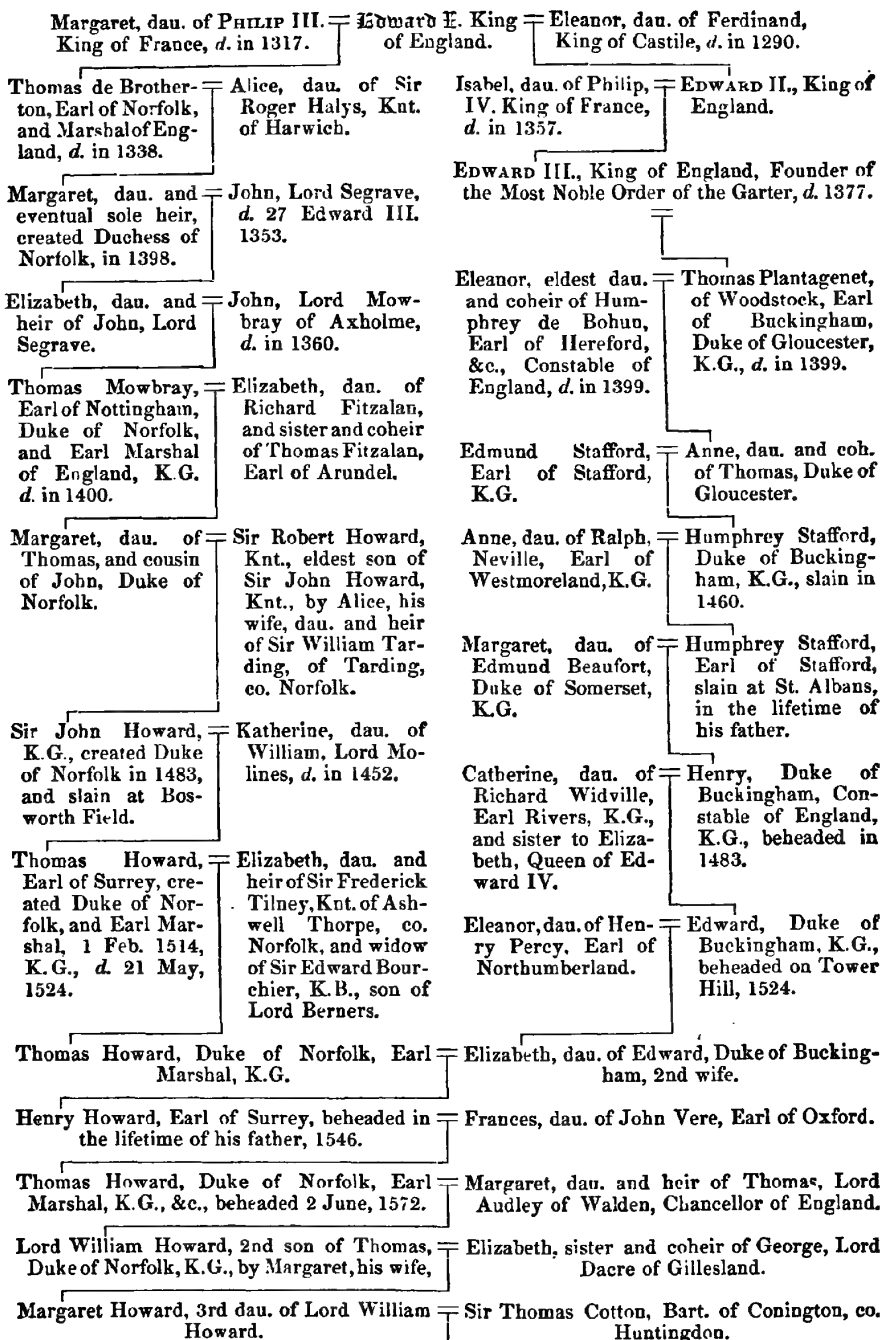 Margaret, dau. of PHILIP III. = Edward I. King = Eleanor, dau. of Ferdinand,
King of France, d. in 1317. of England. King of Castile, d. in 1290.
Thomas de Brother-
ton, Earl of Norfolk,
and Marshal of Eng-
land, d. in 1338.
= Alice, dau. of Sir
Roger Halys, Knt.
of Harwich.
Isabel, dau. of Philip,
IV. King of France,
d. in 1357.
= EDWARD II., King of
England.
EDWARD III., King of England, Founder of
the Most Noble Order of the Garter, d. 1377.
=
Margaret, dau. and
eventual sole heir,
created Duchess of
Norfolk, in 1398.
= John, Lord Segrave,
d. 27 Edward III.
1353.
Elizabeth, dau. and
heir of John, Lord
Segrave.
= John, Lord Mow-
bray of Axholme,
d. in 1360.
Eleanor, eldest dau.
and coheir of Hum-
phrey de Bohun,
Earl of Hereford,
&c., Constable of
England, d. in 1399.
= Thomas Plantagenet,
of Woodstock, Earl
of Buckingham,
Duke of Gloucester,
K.G., d. in 1399.
Thomas Mowbray,
Earl of Nottingham,
Duke of Norfolk,
and Earl Marshal
of England, K.G.
d. in 1400.
= Elizabeth, dau. of
Richard Fitzalan,
and sister and coheir
of Thomas Fitzalan,
Earl of Arundel.
Edmund Stafford,
Earl of Stafford,
K.G.
= Anne, dau. and coh.
of Thomas, Duke of
Gloucester.
Margaret, dau. of
Thomas, and cousin
of John, Duke of
Norfolk.
= Sir Robert Howard,
Knt., eldest son of
Sir John Howard,
Knt., by Alice, his
wife, dau. and heir
of Sir William Tar-
ding, of Tarding,
co. Norfolk.
Anne, dau. of Ralph,
Neville, Earl of
Westmoreland, K.G.
= Humphrey Stafford,
Duke of Bucking-
ham, K.G., slain in
1460.
Margaret, dau. of
Edmund Beaufort,
Duke of Somerset,
K.G.
= Humphrey Stafford,
Earl of Stafford,
slain at St. Albans,
in the lifetime of
his father.
Sir John Howard,
K.G., created Duke
of Norfolk in 1483,
and slain at Bos-
worth Field.
= Katherine, dau. of
William, Lord Mo-
lines, d. in 1452.
Catherine, dau. of
Richard Widville,
Earl Rivers, K.G.,
and sister to Eliza-
beth, Queen of Ed-
ward IV.
= Henry, Duke of
Buckingham, Con-
stable of England,
K.G., beheaded in
1483.
Thomas Howard,
Earl of Surrey, cre-
ated Duke of Nor-
folk, and Earl Mar-
shal, 1 Feb. 1514,
K.G., d. 21 May,
1524.
= Elizabeth, dau. and
heir of Sir Frederick
Tilney, Knt. of Ash-
well Thorpe, co.
Norfolk, and widow
of Sir Edward Bour-
chier, K.B., son of
Lord Berners.
Eleanor, dau. of Hen-
ry Percy, Earl of
Northumberland.
= Edward, Duke of
Buckingham, K.G.,
beheaded on Tower
Hill, 1524.
Thomas Howard, Duke of Norfolk, Earl
Marshal, K.G.
= Elizabeth, dau. of Edward, Duke of Bucking-
ham, 2nd wife.
Henry Howard, Earl of Surrey, beheaded in
the lifetime of his father, 1546.
= Frances, dau. of John Vere, Earl of Oxford.
Thomas Howard, Duke of Norfolk, Earl
Marshal, K.G., &c., beheaded 2 June, 1572.
= Margaret, dau. and heir of Thomas, Lord
Audley of Walden, Chancellor of England.
Lord William Howard, 2nd son of Thomas,
Duke of Norfolk, K.G., by Margaret, his wife,
= Elizabeth, sister and coheir of George, Lord
Dacre of Gillesland.
Margaret Howard, 3rd dau. of Lord William
Howard.
= Sir Thomas Cotton, Bart. of Conington, co.
Huntingdon.